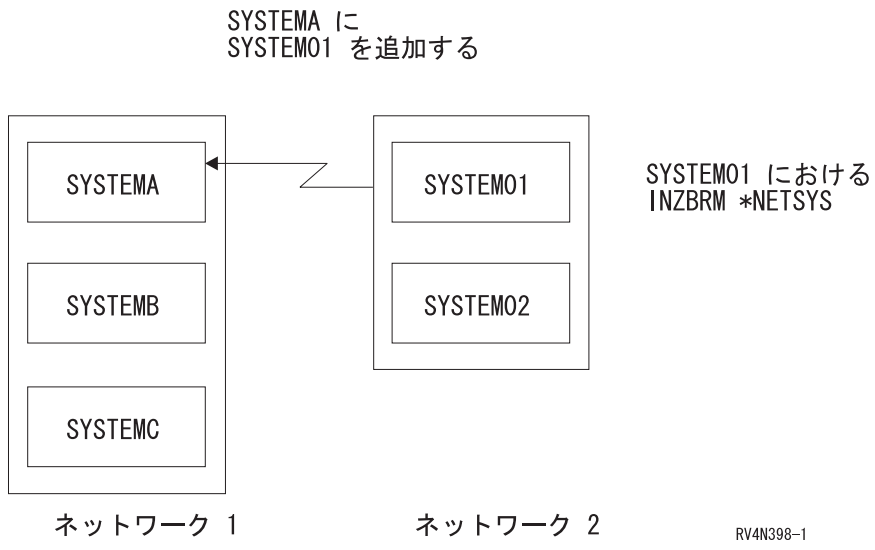 SYSTEMA に
SYSTEM01 を追加する
SYSTEMA
SYSTEMB
SYSTEMC
ネットワーク 1
SYSTEM01
SYSTEM02
ネットワーク 2
SYSTEM01 における
INZBRM *NETSYS
RV4N398-1